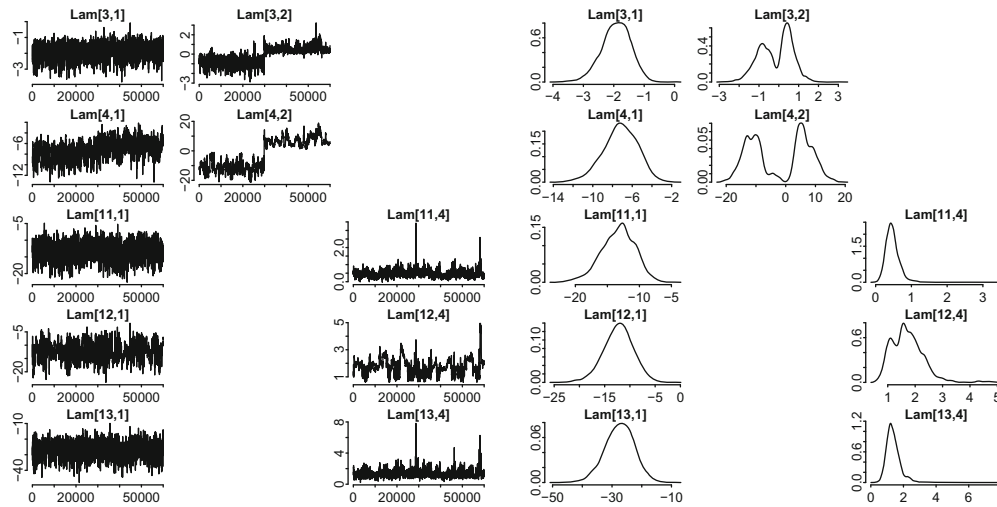 Lam[3,1] Lam[3,2] Lam[3,1] Lam[3,2]
−3 −1
−3 0 2
0.0 0.6
0.0 0.4
0 20000 50000 0 20000 50000 −4 −3 −2 −1 0 −3 −1 1 2 3
Lam[4,1] Lam[4,2] Lam[4,1] Lam[4,2]
−12 −6
−20 0 20
0.00 0.15
0.00 0.05
0 20000 50000 0 20000 50000 −14 −10 −6 −2 −20 0 10 20
Lam[11,1] Lam[11,4] Lam[11,1] Lam[11,4]
−20 −5
0.0 2.0
0.00 0.15
0.0 1.5
0 20000 50000 0 20000 50000 −20 −15 −10 −5 0 1 2 3
Lam[12,1] Lam[12,4] Lam[12,1] Lam[12,4]
−20 −5
1 3 5
0.00 0.10
0.0 0.6
0 20000 50000 0 20000 50000 −25 −15 −5 0 1 2 3 4 5
Lam[13,1] Lam[13,4] Lam[13,1] Lam[13,4]
−40 −10
0 4 8
0.00 0.06
0.0 0.6 1.2
0 20000 50000 0 20000 50000 −50 −30 −10 0 2 4 6